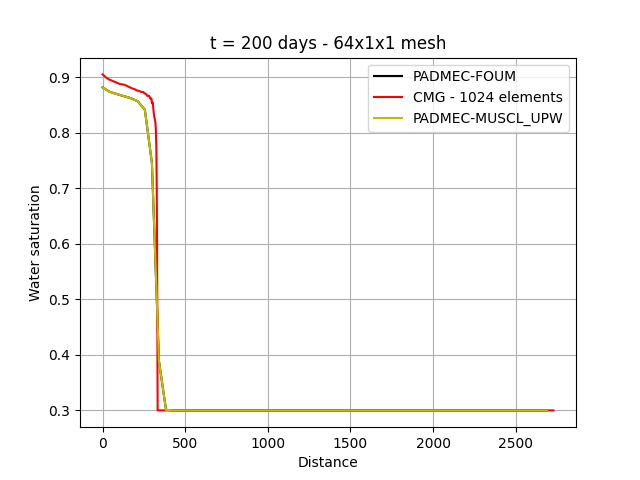 t = 200 days - 64x1x1 mesh
PADMEC-FOUM
CMG - 1024 elements
PADMEC-MUSCL_UPW
Water saturation
0.9
0.8
0.7
0.6
0.5
0.4
0.3
0 500 1000 1500 2000 2500
Distance